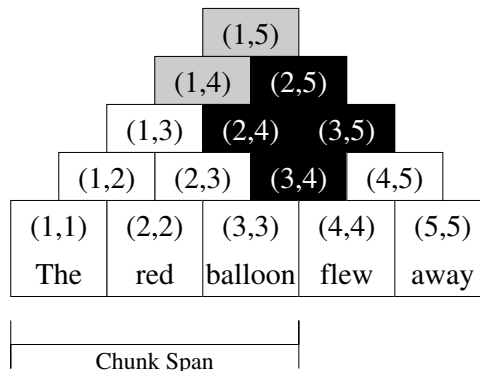 (1,5)
(1,4) (2,5)
(1,3) (2,4) (3,5)
(1,2) (2,3) (3,4) (4,5)
(1,1) (2,2) (3,3) (4,4) (5,5)
The red balloon flew away
Chunk Span